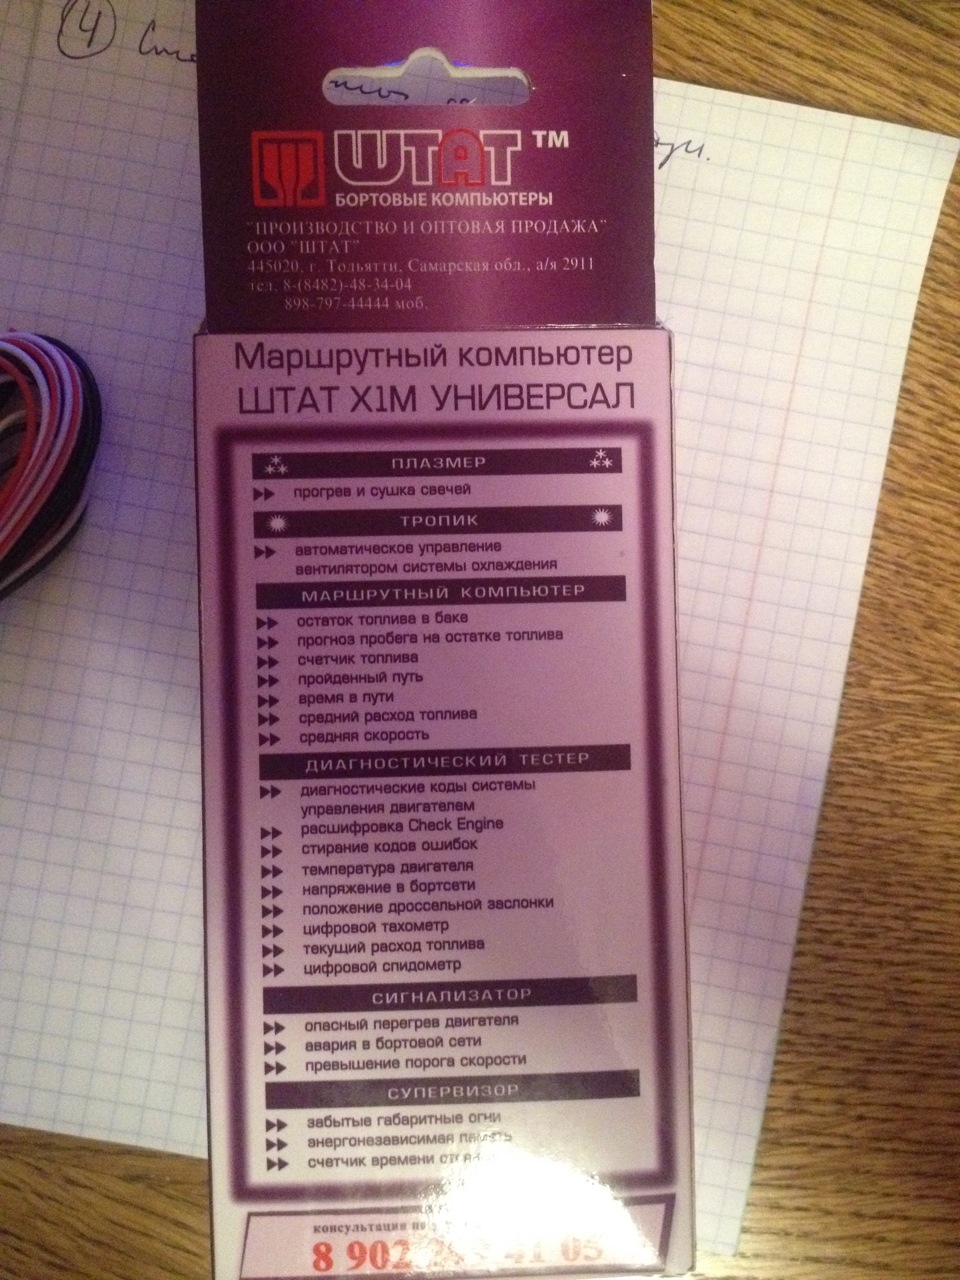 4
ШТАТ™
БОРТОВЫЕ КОМПЬЮТЕРЫ
"ПРОИЗВОДСТВО И ОПТОВАЯ ПРОДАЖА"
ООО "ШТАТ"
445020, г. Тольятти, Самарская обл., а/я 2911
тел. 8-(8482)-48-34-04
898-797-44444 моб.
Маршрутный компьютер
ШТАТ X1M УНИВЕРСАЛ
ПЛАЗМЕР
прогрев и сушка свечей
ТРОПИК
автоматическое управление
вентилятором системы охлаждения
МАРШРУТНЫЙ КОМПЬЮТЕР
остаток топлива в баке
прогноз пробега на остатке топлива
счетчик топлива
пройденный путь
время в пути
средний расход топлива
средняя скорость
ДИАГНОСТИЧЕСКИЙ ТЕСТЕР
диагностические коды системы
управления двигателем
расшифровка Check Engine
стирание кодов ошибок
температура двигателя
напряжение в бортсети
положение дроссельной заслонки
цифровой тахометр
текущий расход топлива
цифровой спидометр
СИГНАЛИЗАТОР
опасный перегрев двигателя
авария в бортовой сети
превышение порога скорости
СУПЕРВИЗОР
забытые габаритные огни
энергонезависимая память
счетчик времени
консультации
8 902